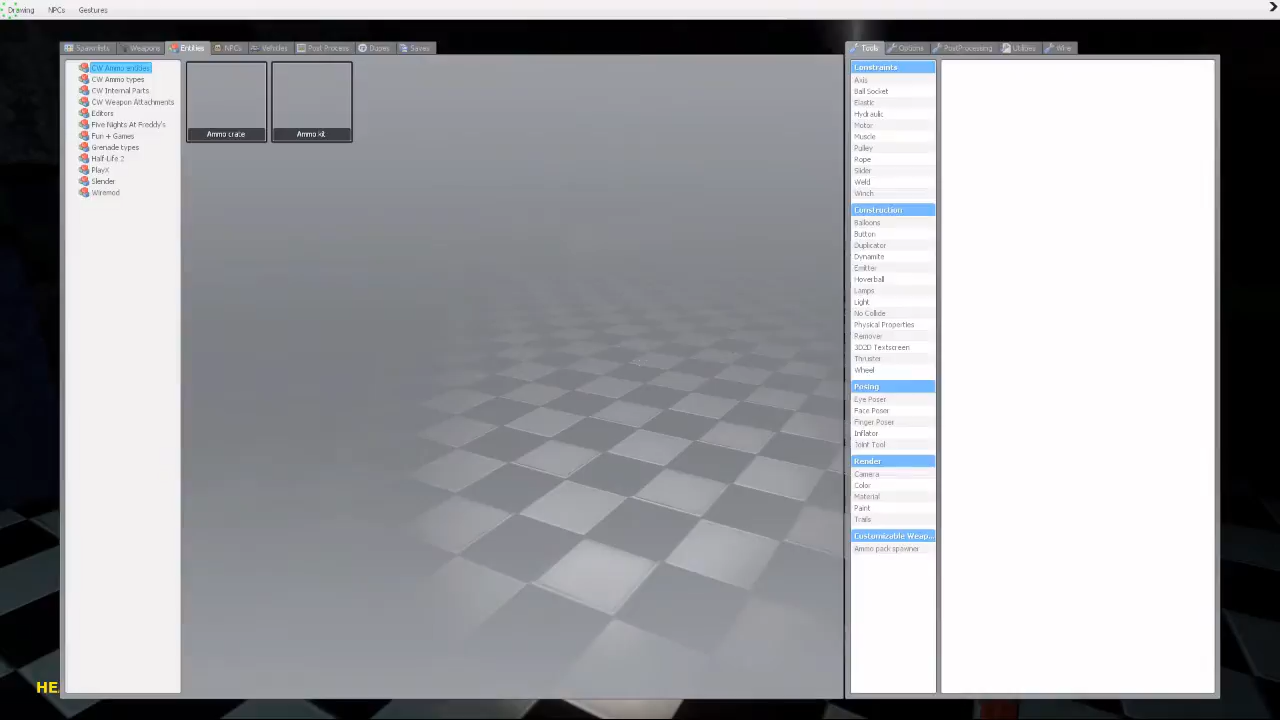 Drawing NPCs Gestures
Spawnlists Weapons Entities NPCs Vehicles Post Process Dupes Saves
Tools Options PostProcessing Utilities Wire
CW Ammo entities
CW Ammo types
CW Internal Parts
CW Weapon Attachments
Editors
Five Nights At Freddy's
Fun + Games
Grenade types
Half-Life 2
PlayX
Slender
Wiremod
Ammo crate
Ammo kit
Constraints
Axis
Ball Socket
Elastic
Hydraulic
Motor
Muscle
Pulley
Rope
Slider
Weld
Winch
Construction
Balloons
Button
Duplicator
Dynamite
Emitter
Hoverball
Lamps
Light
No Collide
Physical Properties
Remover
3D2D Textscreen
Thruster
Wheel
Posing
Eye Poser
Face Poser
Finger Poser
Inflator
Joint Tool
Render
Camera
Color
Material
Paint
Trails
Customizable Weap...
Ammo pack spawner
HE